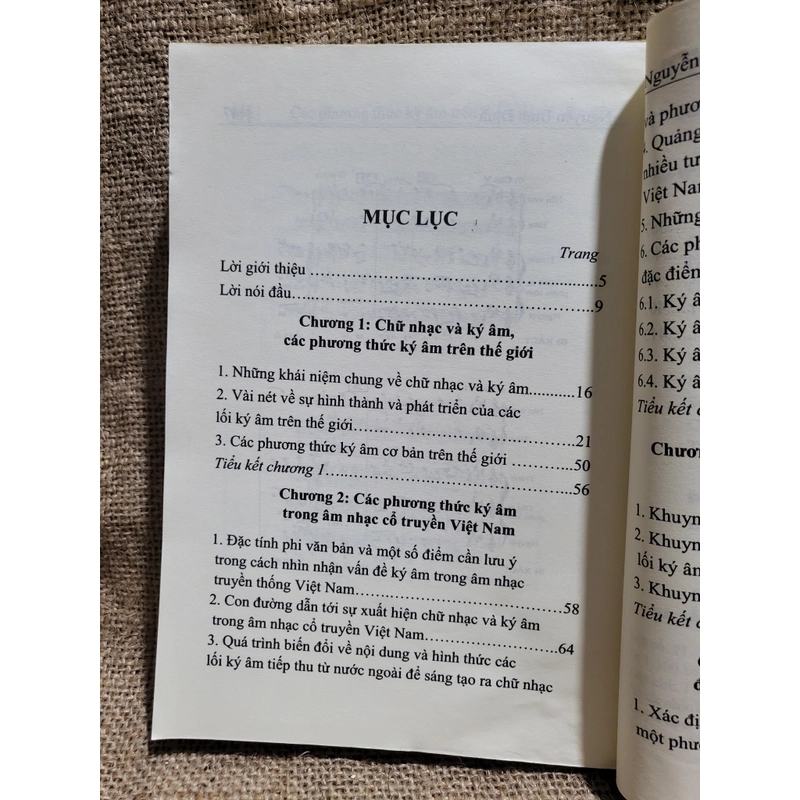 MỤC LỤC
Trang
Lời giới thiệu ........................................................5
Lời nói đầu............................................................9
Chương 1: Chữ nhạc và ký âm,
các phương thức ký âm trên thế giới
1. Những khái niệm chung về chữ nhạc và ký âm...........16
2. Vài nét về sự hình thành và phát triển của các
lối ký âm trên thế giới................................................21
3. Các phương thức ký âm cơ bản trên thế giới ..............50
Tiểu kết chương 1......................................................56
Chương 2: Các phương thức ký âm
trong âm nhạc cổ truyền Việt Nam
1. Đặc tính phi văn bản và một số điểm cần lưu ý
trong cách nhìn nhận vấn đề ký âm trong âm nhạc
truyền thống Việt Nam................................................58
2. Con đường dẫn tới sự xuất hiện chữ nhạc và ký âm
trong âm nhạc cổ truyền Việt Nam..............................64
3. Quá trình biến đổi về nội dung và hình thức các
lối ký âm tiếp thu từ nước ngoài để sáng tạo ra chữ nhạc
Nguyễn
và phươ
. Quảng
nhiều tư
Việt Nam
5. Những
6. Các ph
đặc điểm
6.1. Ký â
6.2. Ký â
6.3. Ký â
6.4. Ký â
Tiểu kết c
Chươ
1. Khuyn
2. Khuyn
lối ký âm
3. Khuyn
Tiểu kết
đ
1. Xác đị
một phư